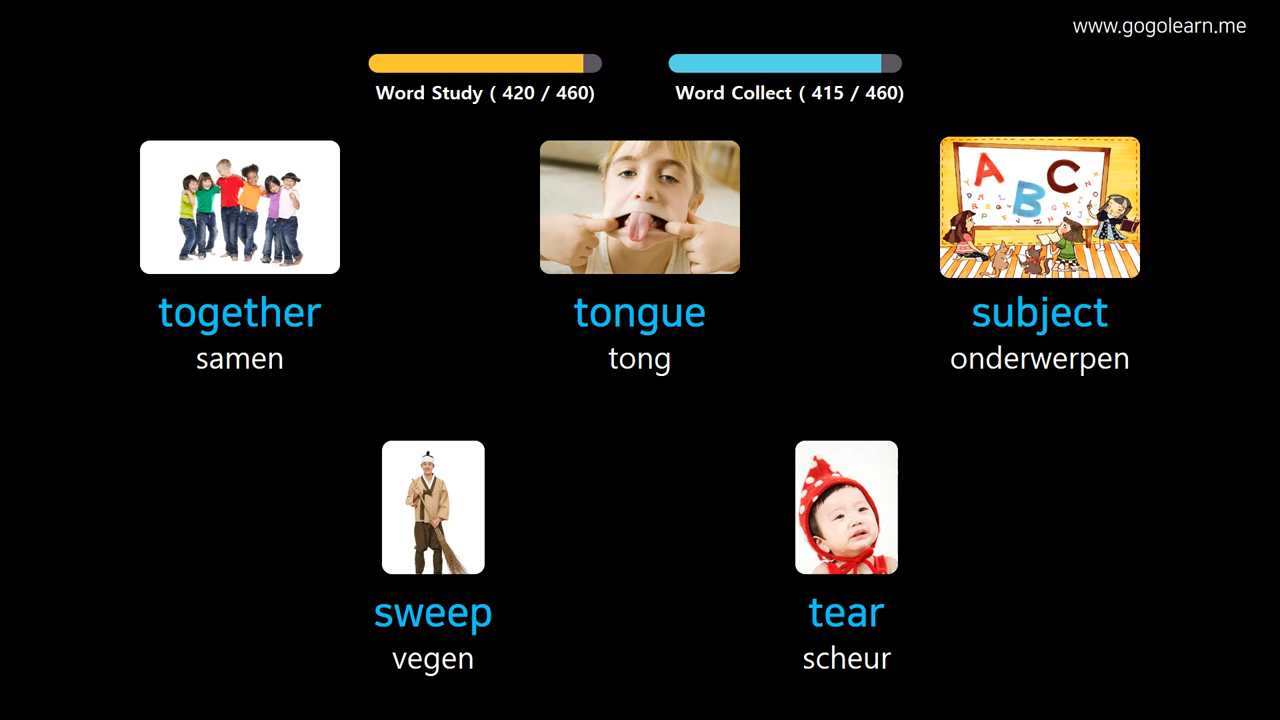 www.gogolearn.me
Word Study ( 420 / 460)
Word Collect ( 415 / 460)
A B C
together
samen
tongue
tong
subject
onderwerpen
sweep
vegen
tear
scheur